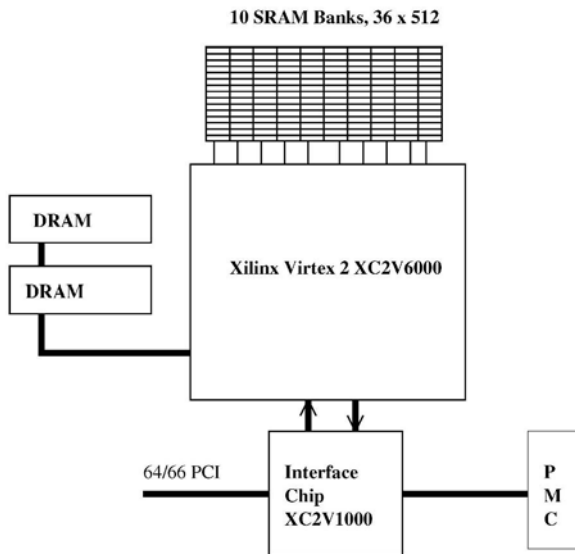 10 SRAM Banks, 36 x 512
DRAM
Xilinx Virtex 2 XC2V6000
DRAM
64/66 PCI
Interface
Chip
XC2V1000
P
M
C